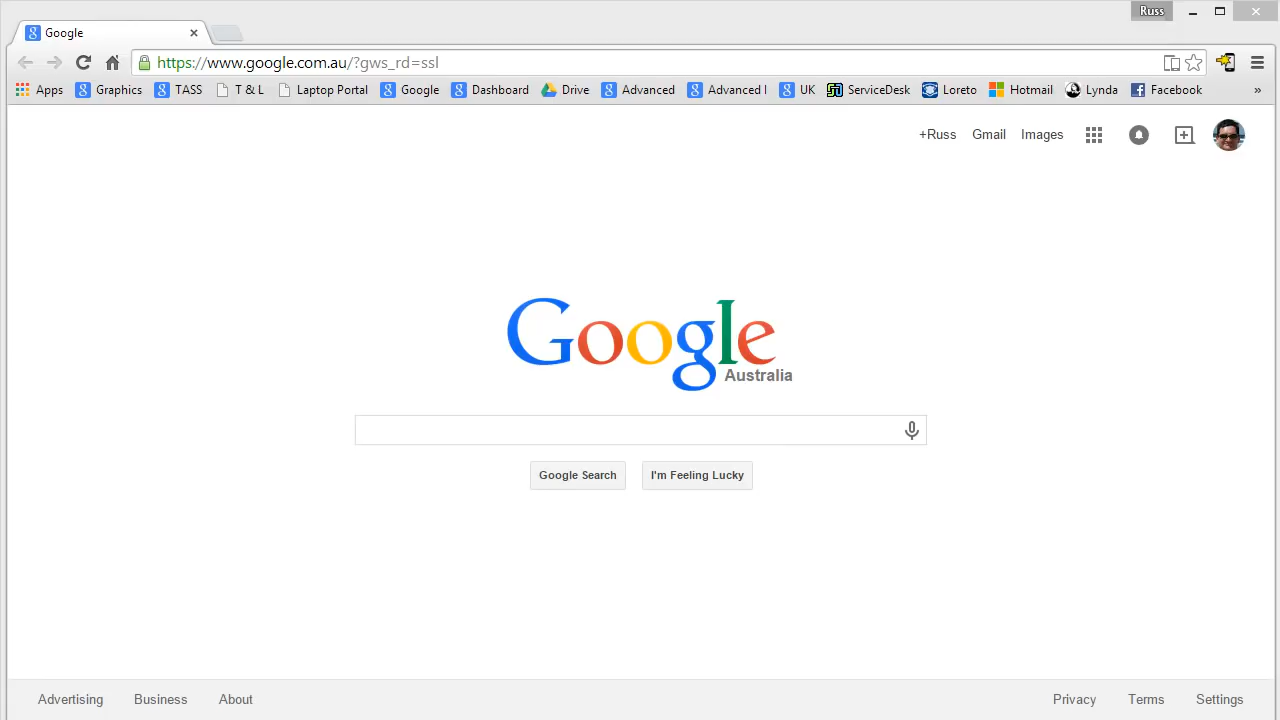 Russ
Google
https://www.google.com.au/?gws_rd=ssl
Apps Graphics TASS T & L Laptop Portal Google Dashboard Drive Advanced Advanced I UK ServiceDesk Loreto Hotmail Lynda Facebook »
+Russ Gmail Images
Google
Australia
Google Search I'm Feeling Lucky
Advertising Business About Privacy Terms Settings